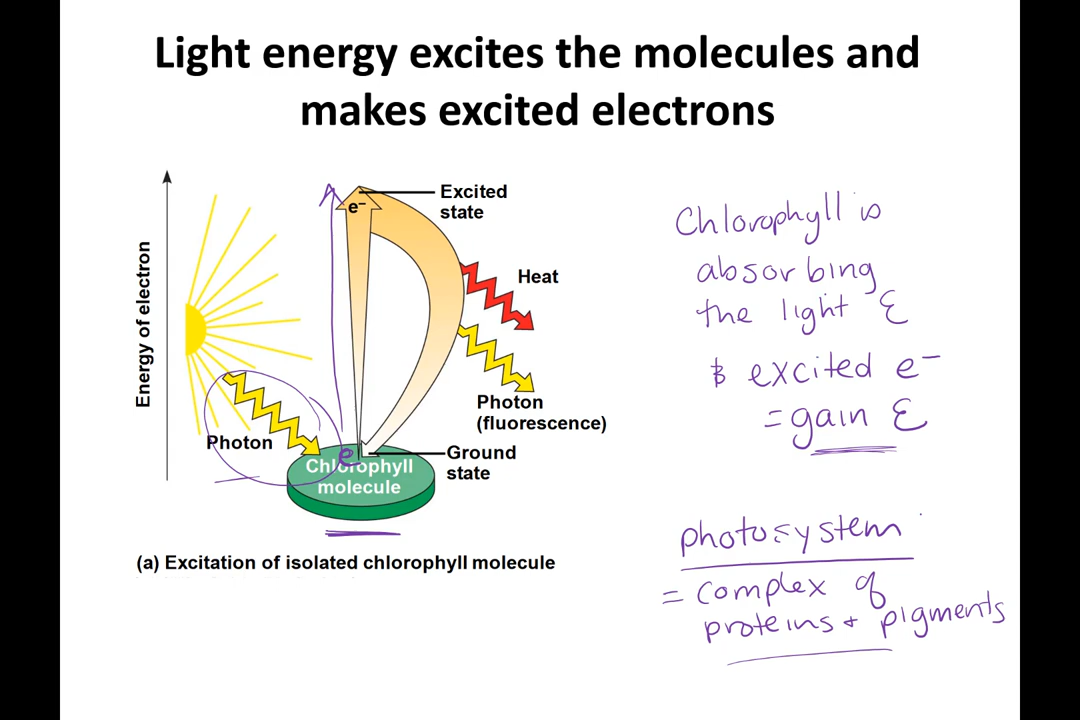 Light energy excites the molecules and
makes excited electrons
Energy of electron
e⁻
Excited
state
Heat
Photon
(fluorescence)
Photon
e
Chlorophyll
molecule
Ground
state
(a) Excitation of isolated chlorophyll molecule
Chlorophyll is
absorbing
the light E
& excited e⁻
= gain E
photosystem
= complex of
proteins + pigments